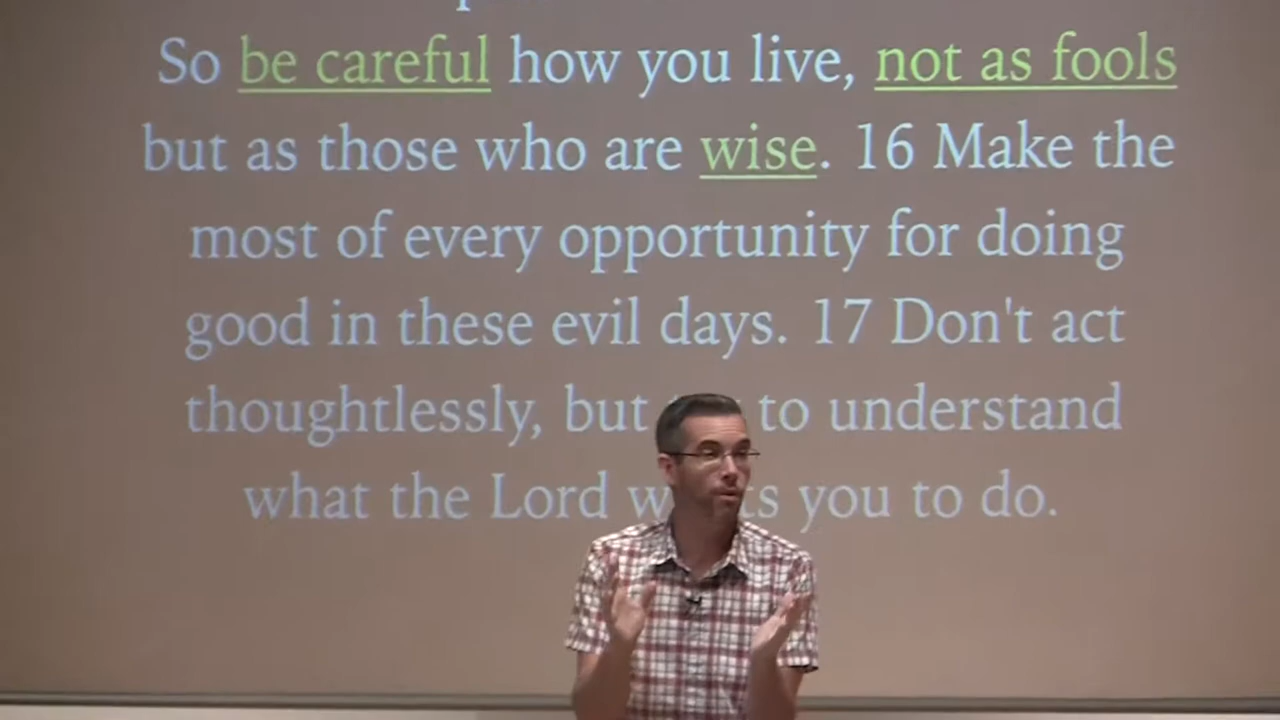 So be careful how you live, not as fools
but as those who are wise. 16 Make the
most of every opportunity for doing
good in these evil days. 17 Don't act
thoughtlessly, but to understand
what the Lord you to do.